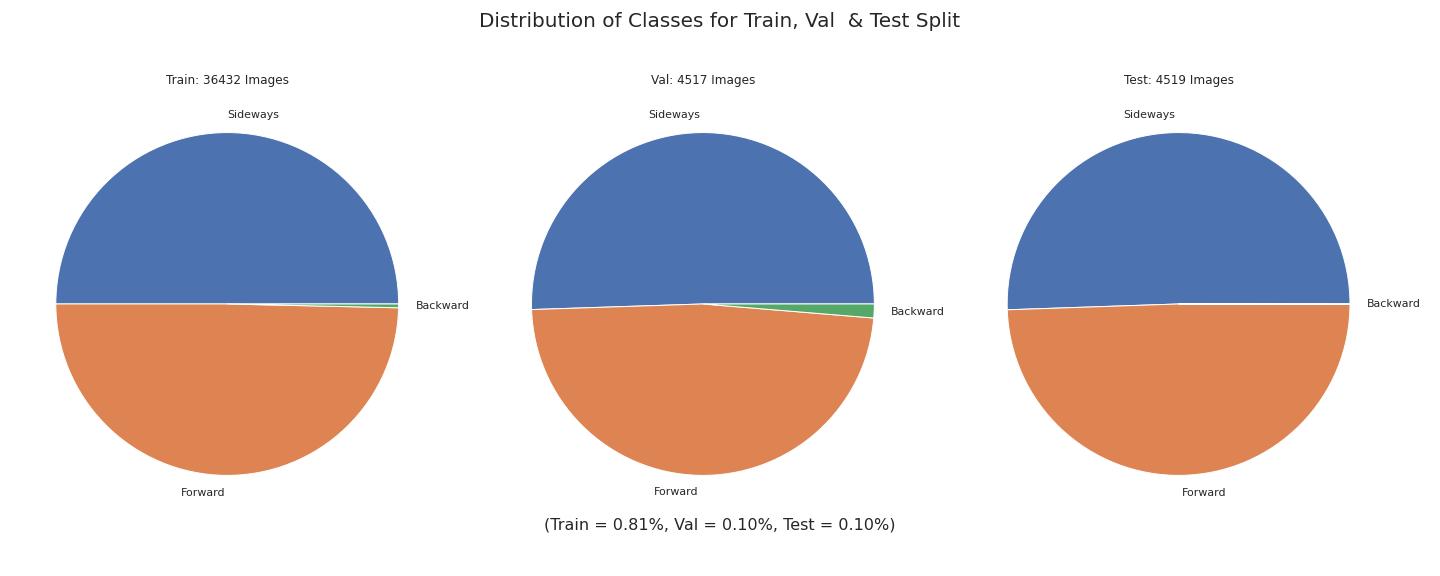 Distribution of Classes for Train, Val  & Test Split
Train: 36432 Images
Sideways
Backward
Forward
Val: 4517 Images
Sideways
Backward
Forward
Test: 4519 Images
Sideways
Backward
Forward
(Train = 0.81%, Val = 0.10%, Test = 0.10%)